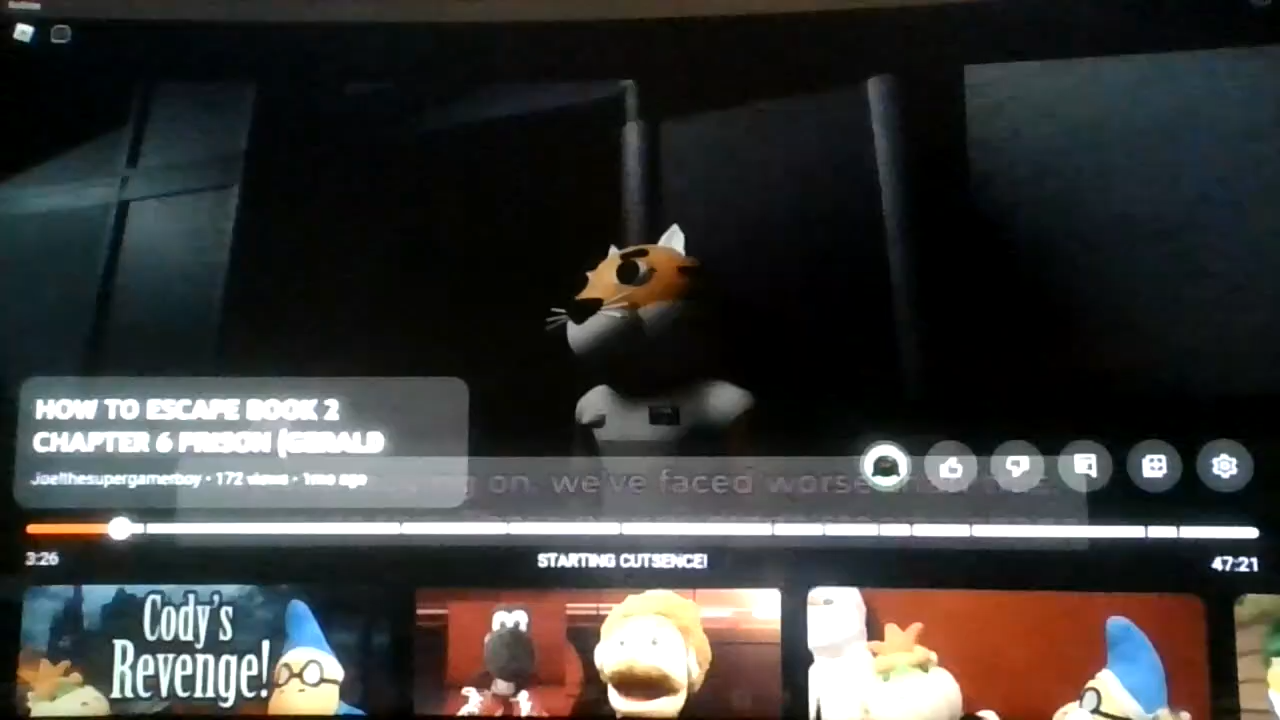 HOW TO ESCAPE BOOK 2
CHAPTER 6 PRISON (GERALD
Joelthesupergamerboy • 172 views • 1mo ago
on, we've faced worse
3:26
STARTING CUTSENCE!
47:21
Cody's
Revenge!